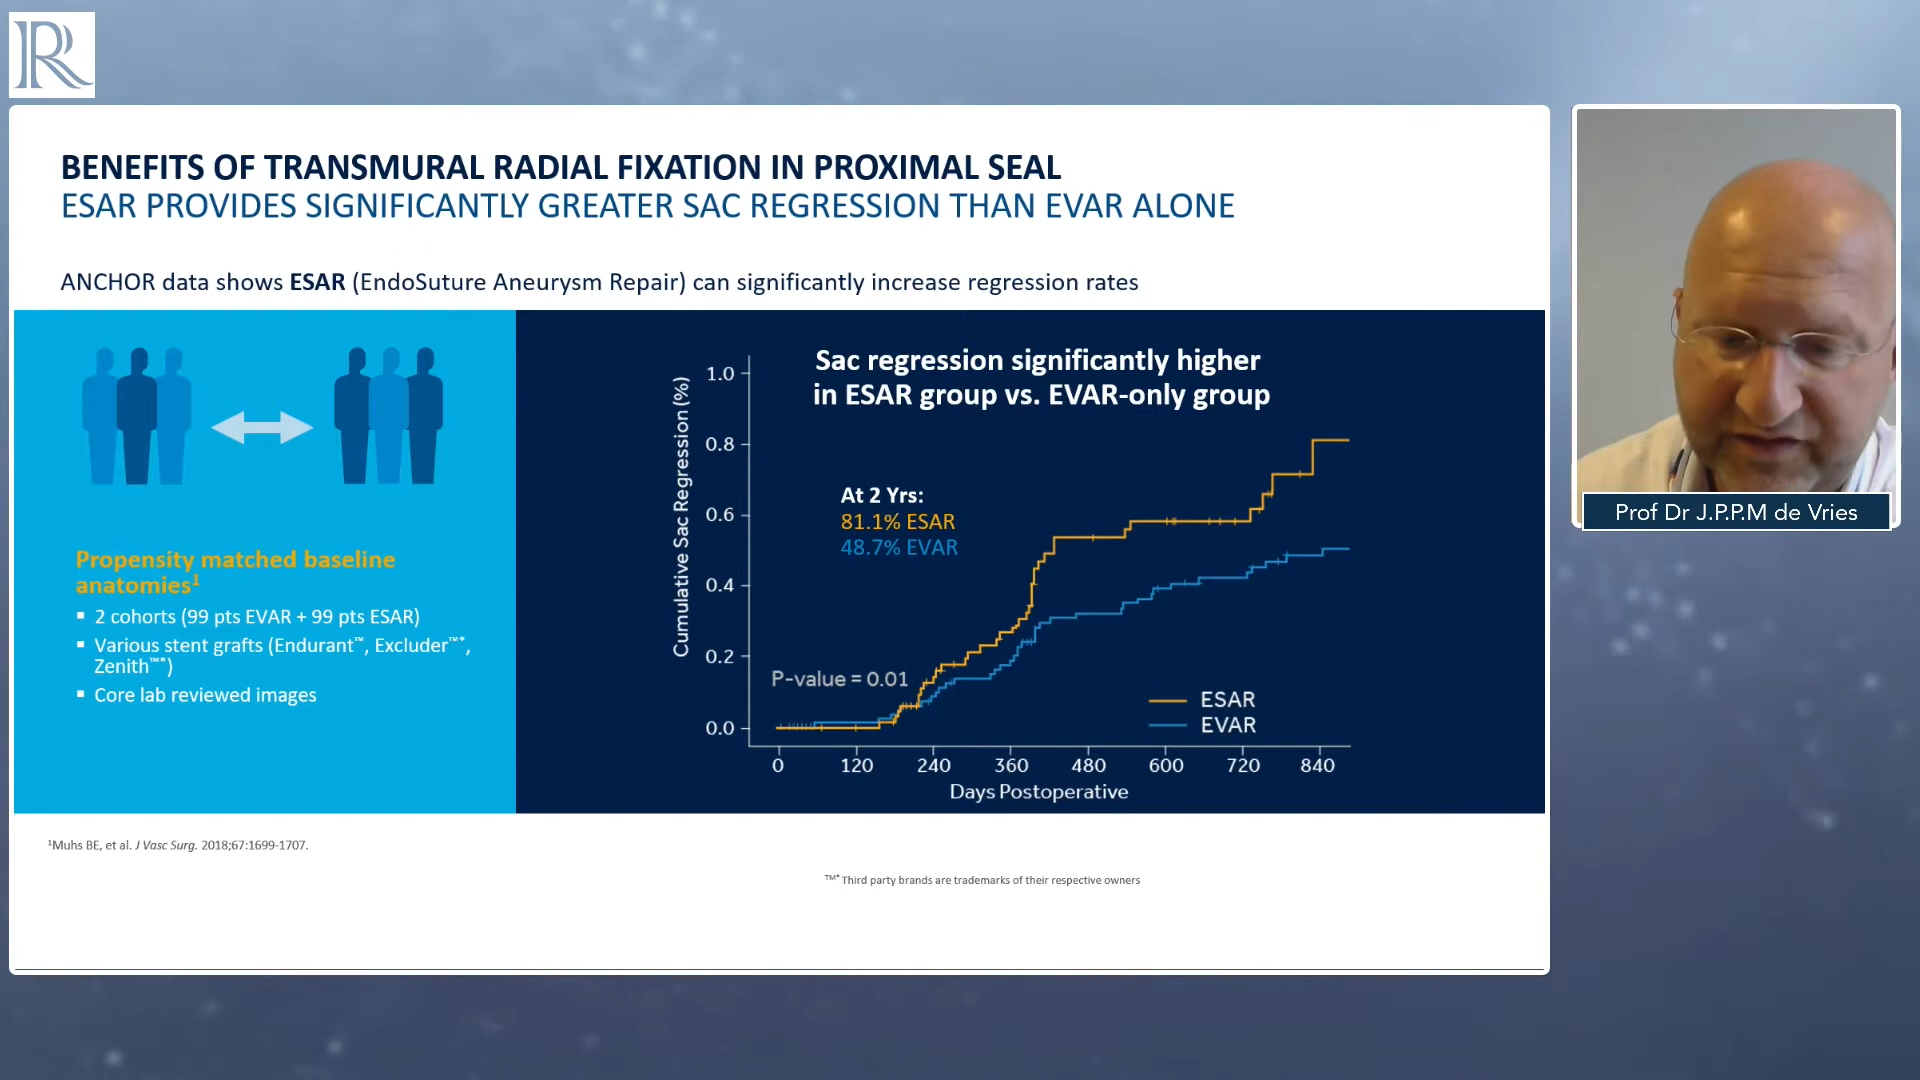 R
BENEFITS OF TRANSMURAL RADIAL FIXATION IN PROXIMAL SEAL
ESAR PROVIDES SIGNIFICANTLY GREATER SAC REGRESSION THAN EVAR ALONE
ANCHOR data shows ESAR (EndoSuture Aneurysm Repair) can significantly increase regression rates
Propensity matched baseline
anatomies¹
▪ 2 cohorts (99 pts EVAR + 99 pts ESAR)
▪ Various stent grafts (Endurant™, Excluder™*,
Zenith™*)
▪ Core lab reviewed images
Sac regression significantly higher
in ESAR group vs. EVAR-only group
Cumulative Sac Regression (%)
1.0
0.8
0.6
0.4
0.2
0.0
At 2 Yrs:
81.1% ESAR
48.7% EVAR
P-value = 0.01
ESAR
EVAR
0 120 240 360 480 600 720 840
Days Postoperative
¹Muhs BE, et al. J Vasc Surg. 2018;67:1699-1707.
™* Third party brands are trademarks of their respective owners
Prof Dr J.P.P.M de Vries